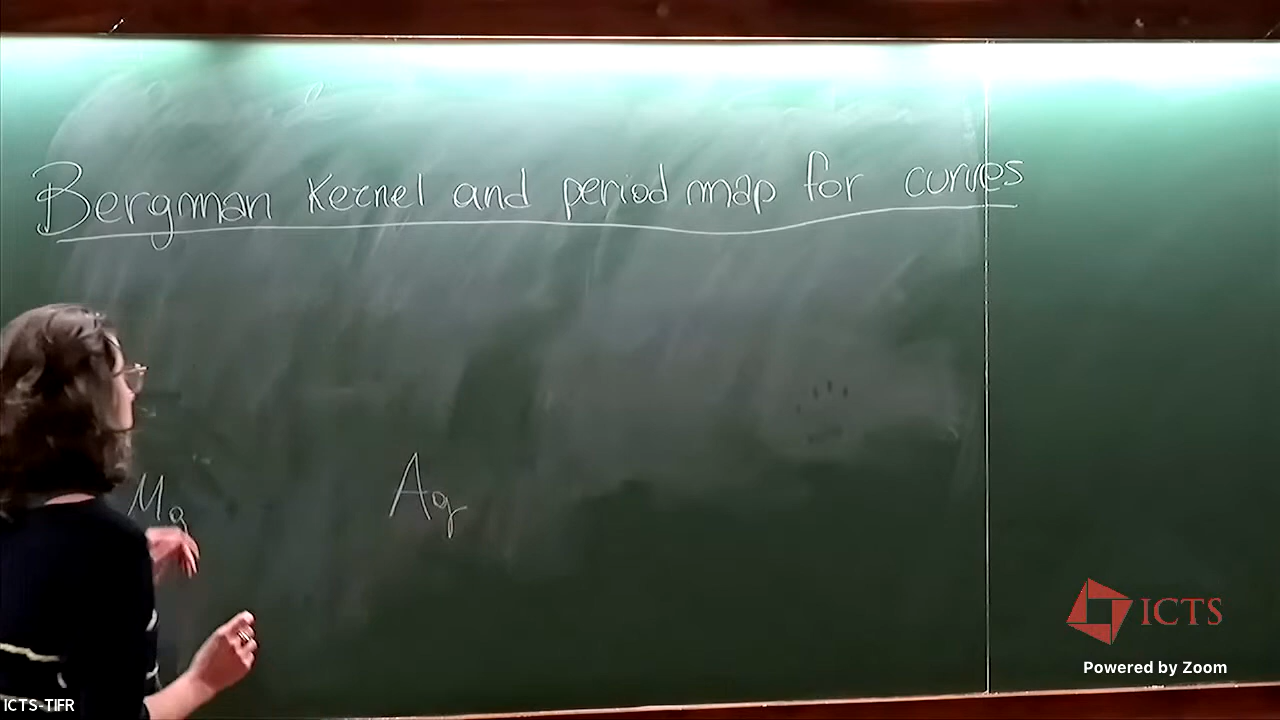 Bergman Kernel and period map for curves
Mg Ag
ICTS
Powered by Zoom
ICTS-TIFR